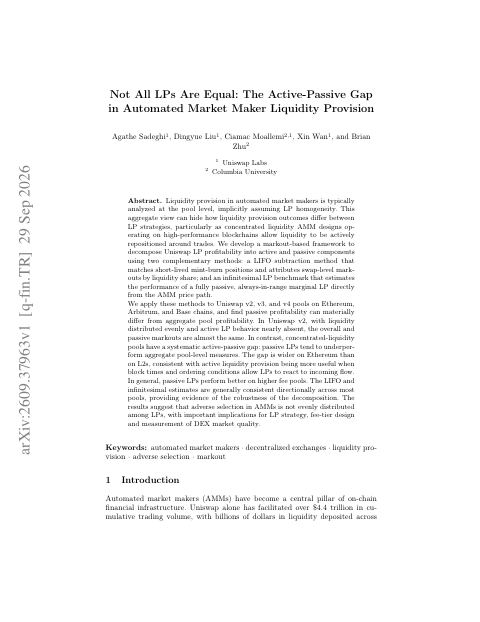 Not All LPs Are Equal: The Active-Passive Gap
in Automated Market Maker Liquidity Provision
Agathe Sadeghi¹, Dingyue Liu¹, Ciamac Moallemi²,¹, Xin Wan¹, and Brian
Zhu²
¹ Uniswap Labs
² Columbia University
Abstract. Liquidity provision in automated market makers is typically
analyzed at the pool level, implicitly assuming LP homogeneity. This
aggregate view can hide how liquidity provision outcomes differ between
LP strategies, particularly as concentrated liquidity AMM designs op-
erating on high-performance blockchains allow liquidity to be actively
repositioned around trades. We develop a markout-based framework to
decompose Uniswap LP profitability into active and passive components
using two complementary methods: a LIFO subtraction method that
matches short-lived mint-burn positions and attributes swap-level mark-
outs by liquidity share; and an infinitesimal LP benchmark that estimates
the performance of a fully passive, always-in-range marginal LP directly
from the AMM price path.
We apply these methods to Uniswap v2, v3, and v4 pools on Ethereum,
Arbitrum, and Base chains, and find passive profitability can materially
differ from aggregate pool profitability. In Uniswap v2, with liquidity
distributed evenly and active LP behavior nearly absent, the overall and
passive markouts are almost the same. In contrast, concentrated-liquidity
pools have a systematic active-passive gap: passive LPs tend to underper-
form aggregate pool-level measures. The gap is wider on Ethereum than
on L2s, consistent with active liquidity provision being more useful when
block times and ordering conditions allow LPs to react to incoming flow.
In general, passive LPs perform better on higher fee pools. The LIFO and
infinitesimal estimates are generally consistent directionally across most
pools, providing evidence of the robustness of the decomposition. The
results suggest that adverse selection in AMMs is not evenly distributed
among LPs, with important implications for LP strategy, fee-tier design
and measurement of DEX market quality.
Keywords: automated market makers · decentralized exchanges · liquidity pro-
vision · adverse selection · markout
1 Introduction
Automated market makers (AMMs) have become a central pillar of on-chain
financial infrastructure. Uniswap alone has facilitated over $4.4 trillion in cu-
mulative trading volume, with billions of dollars in liquidity deposited across
arXiv:2609.37963v1 [q-fin.TR] 29 Sep 2026